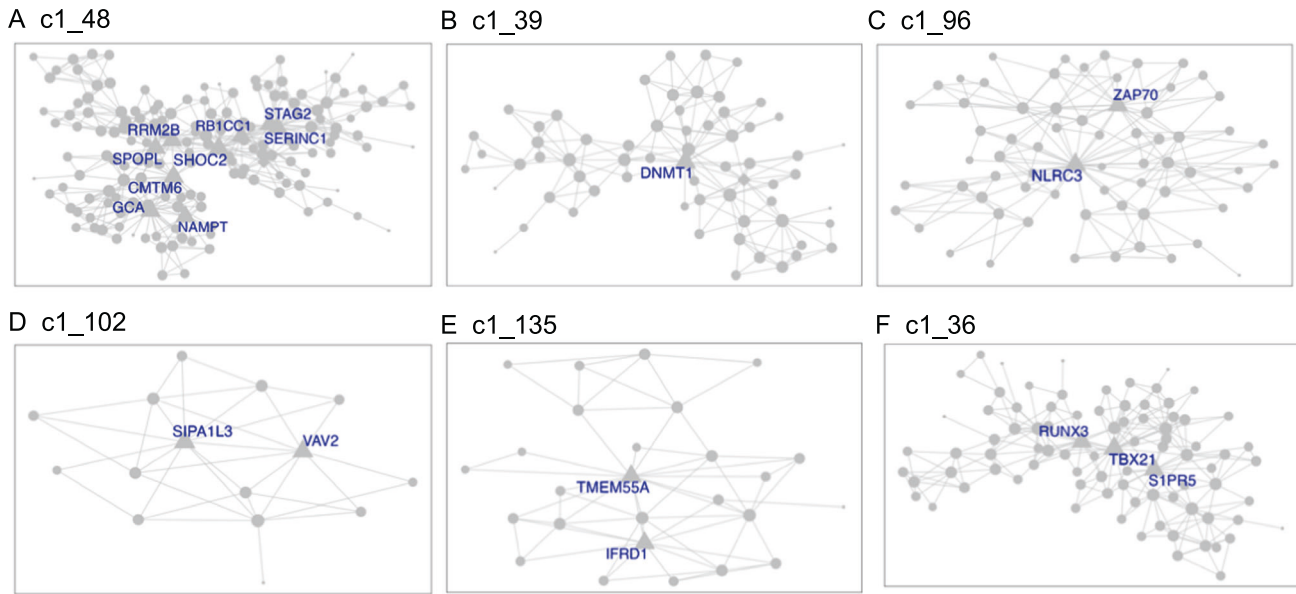 A c1_48
B c1_39
C c1_96
STAG2
RRM2B
RB1CC1
SERINC1
SPOPL
SHOC2
CMTM6
GCA
NAMPT
DNMT1
ZAP70
NLRC3
D c1_102
E c1_135
F c1_36
SIPA1L3
VAV2
TMEM55A
IFRD1
RUNX3
TBX21
S1PR5